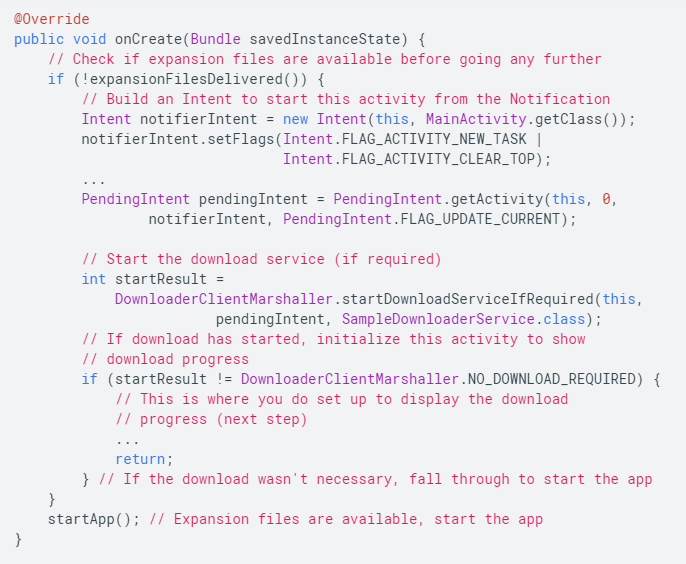 @Override
public void onCreate(Bundle savedInstanceState) {
    // Check if expansion files are available before going any further
    if (!expansionFilesDelivered()) {
        // Build an Intent to start this activity from the Notification
        Intent notifierIntent = new Intent(this, MainActivity.getClass());
        notifierIntent.setFlags(Intent.FLAG_ACTIVITY_NEW_TASK |
                                Intent.FLAG_ACTIVITY_CLEAR_TOP);
        ...
        PendingIntent pendingIntent = PendingIntent.getActivity(this, 0,
                notifierIntent, PendingIntent.FLAG_UPDATE_CURRENT);

        // Start the download service (if required)
        int startResult =
            DownloaderClientMarshaller.startDownloadServiceIfRequired(this,
                        pendingIntent, SampleDownloaderService.class);
        // If download has started, initialize this activity to show
        // download progress
        if (startResult != DownloaderClientMarshaller.NO_DOWNLOAD_REQUIRED) {
            // This is where you do set up to display the download
            // progress (next step)
            ...
            return;
        } // If the download wasn't necessary, fall through to start the app
    }
    startApp(); // Expansion files are available, start the app
}